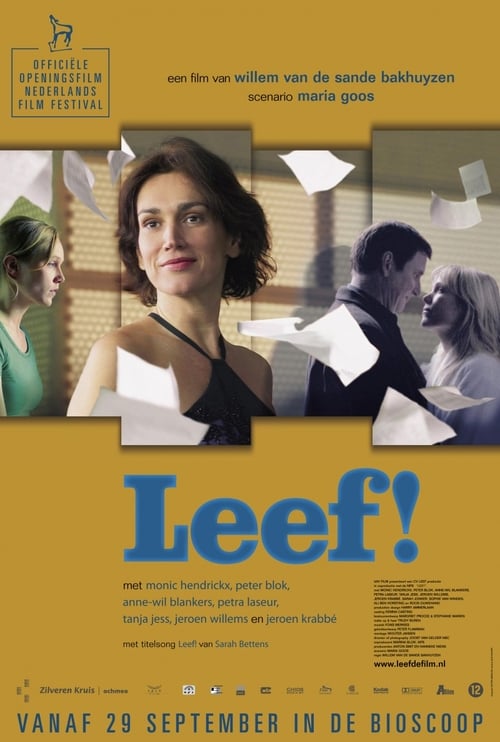 OFFICIËLE
OPENINGSFILM
NEDERLANDS
FILM FESTIVAL
een film van willem van de sande bakhuyzen
scenario maria goos
Leef!
met monic hendrickx, peter blok,
anne-wil blankers, petra laseur,
tanja jess, jeroen willems en jeroen krabbé
met titelsong Leef! van Sarah Bettens
www.leefdefilm.nl
Zilveren Kruis achmea
Kodak
12
VANAF 29 SEPTEMBER IN DE BIOSCOOP